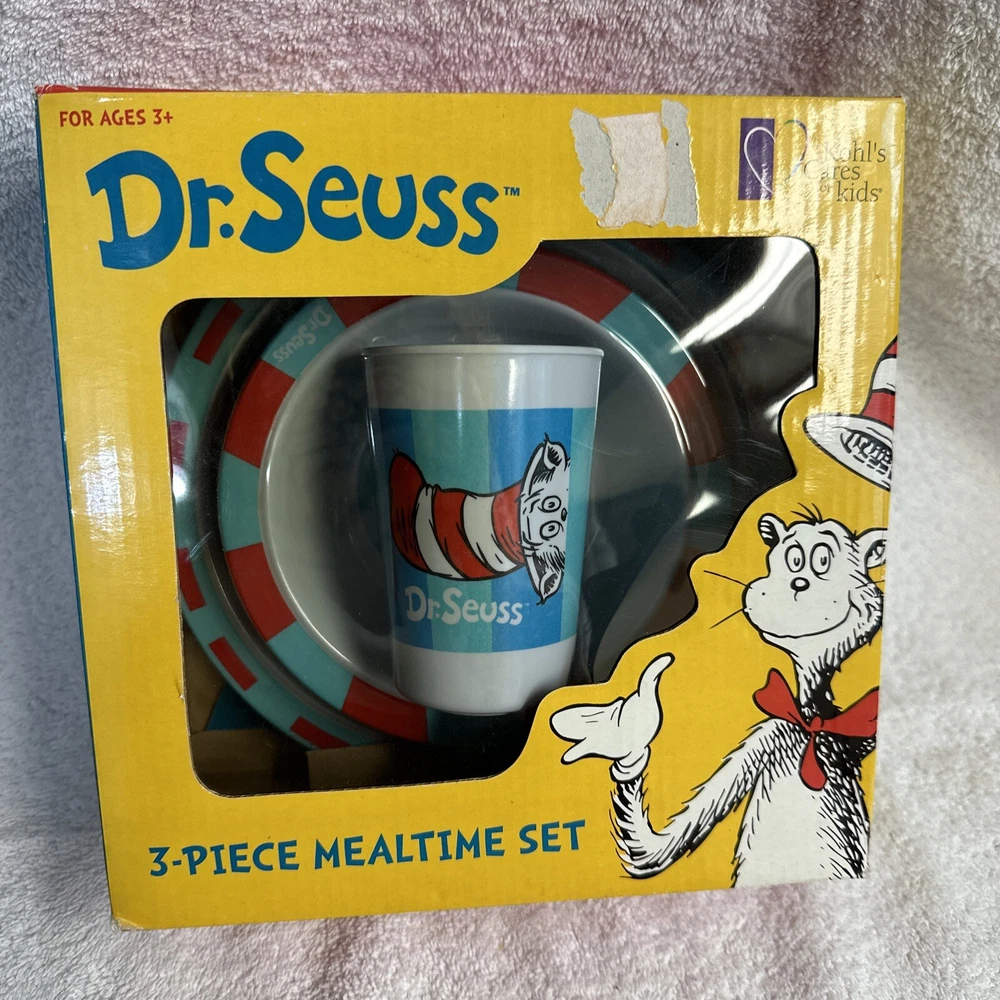 FOR AGES 3+
Dr. Seuss™
Kohl's
Cares
for
kids®
Dr. Seuss
Dr. Seuss
3-PIECE MEALTIME SET